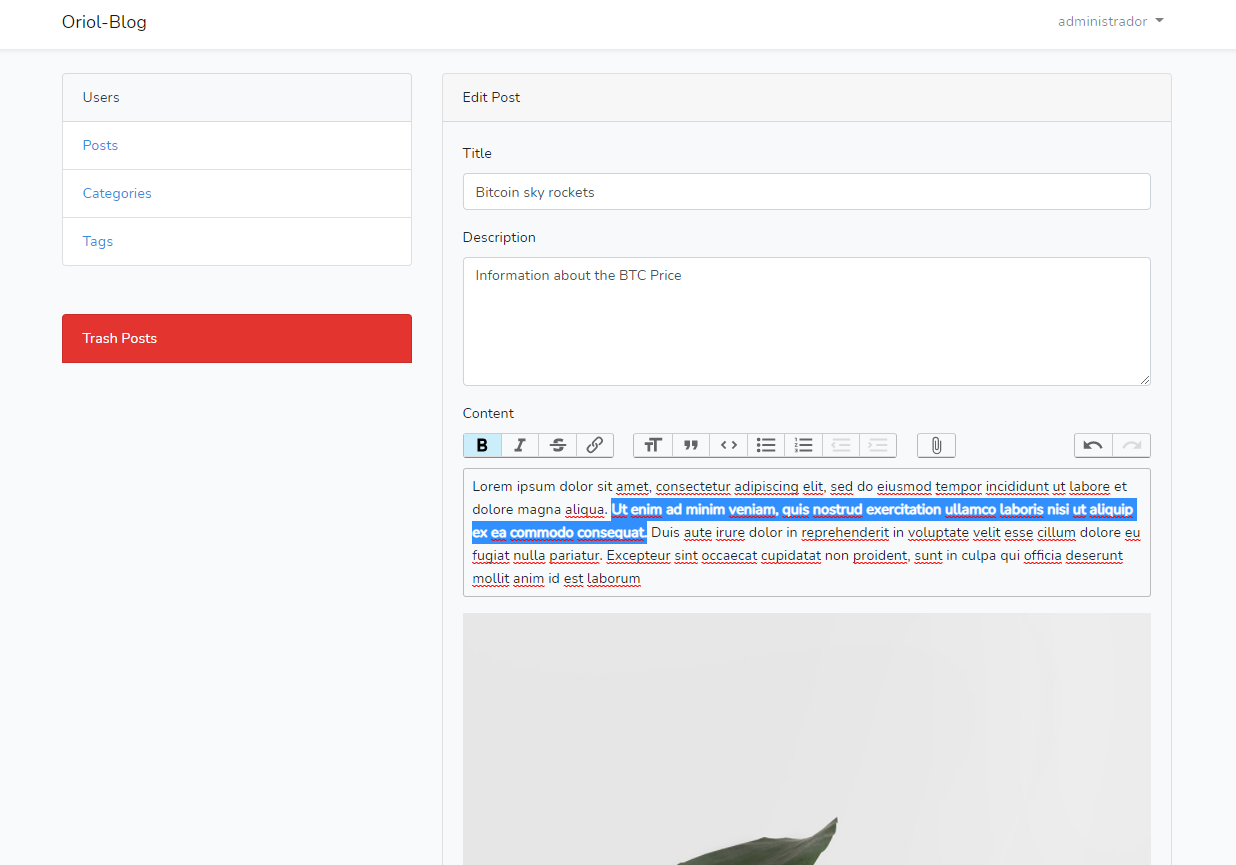 Oriol-Blog
administrador
Users
Posts
Categories
Tags
Trash Posts
Edit Post
Title
Bitcoin sky rockets
Description
Information about the BTC Price
Content
Lorem ipsum dolor sit amet, consectetur adipiscing elit, sed do eiusmod tempor incididunt ut labore et
dolore magna aliqua. Ut enim ad minim veniam, quis nostrud exercitation ullamco laboris nisi ut aliquip
ex ea commodo consequat. Duis aute irure dolor in reprehenderit in voluptate velit esse cillum dolore eu
fugiat nulla pariatur. Excepteur sint occaecat cupidatat non proident, sunt in culpa qui officia deserunt
mollit anim id est laborum